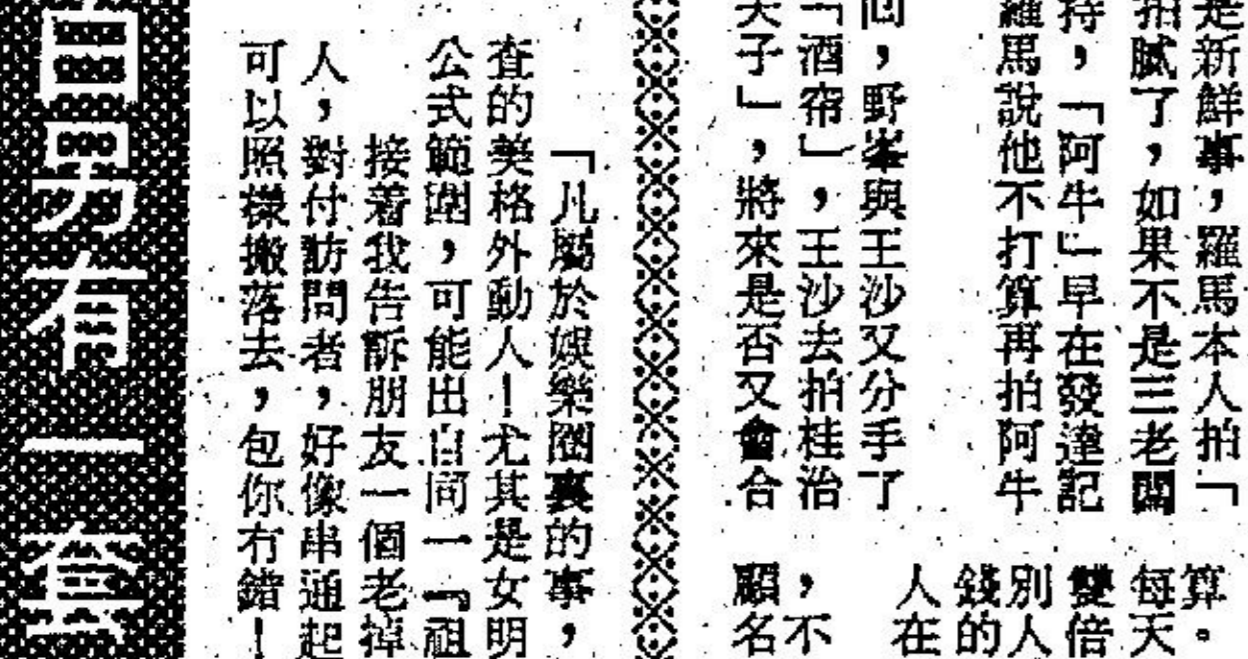 是新鮮事，羅馬本人拍「
拍膩了，如果不是三老闆
持，「阿牛」早在發達記
羅馬說他不打算再拍阿牛
回，野峯與王沙又分手了
「酒帘」，王沙去拍桂治
天子」，將來是否又會合
算。
每天
雙倍
別人
錢的
人在
，不
顧名
「凡屬於娛樂圈裏的事，
查的美格外動人！尤其是女明
公式範圍，可能出自同一『祖
接着我告訴朋友一個老掉
人，對付訪問者，好像串通起
可以照樣搬落去，包你冇錯！
自另有一套